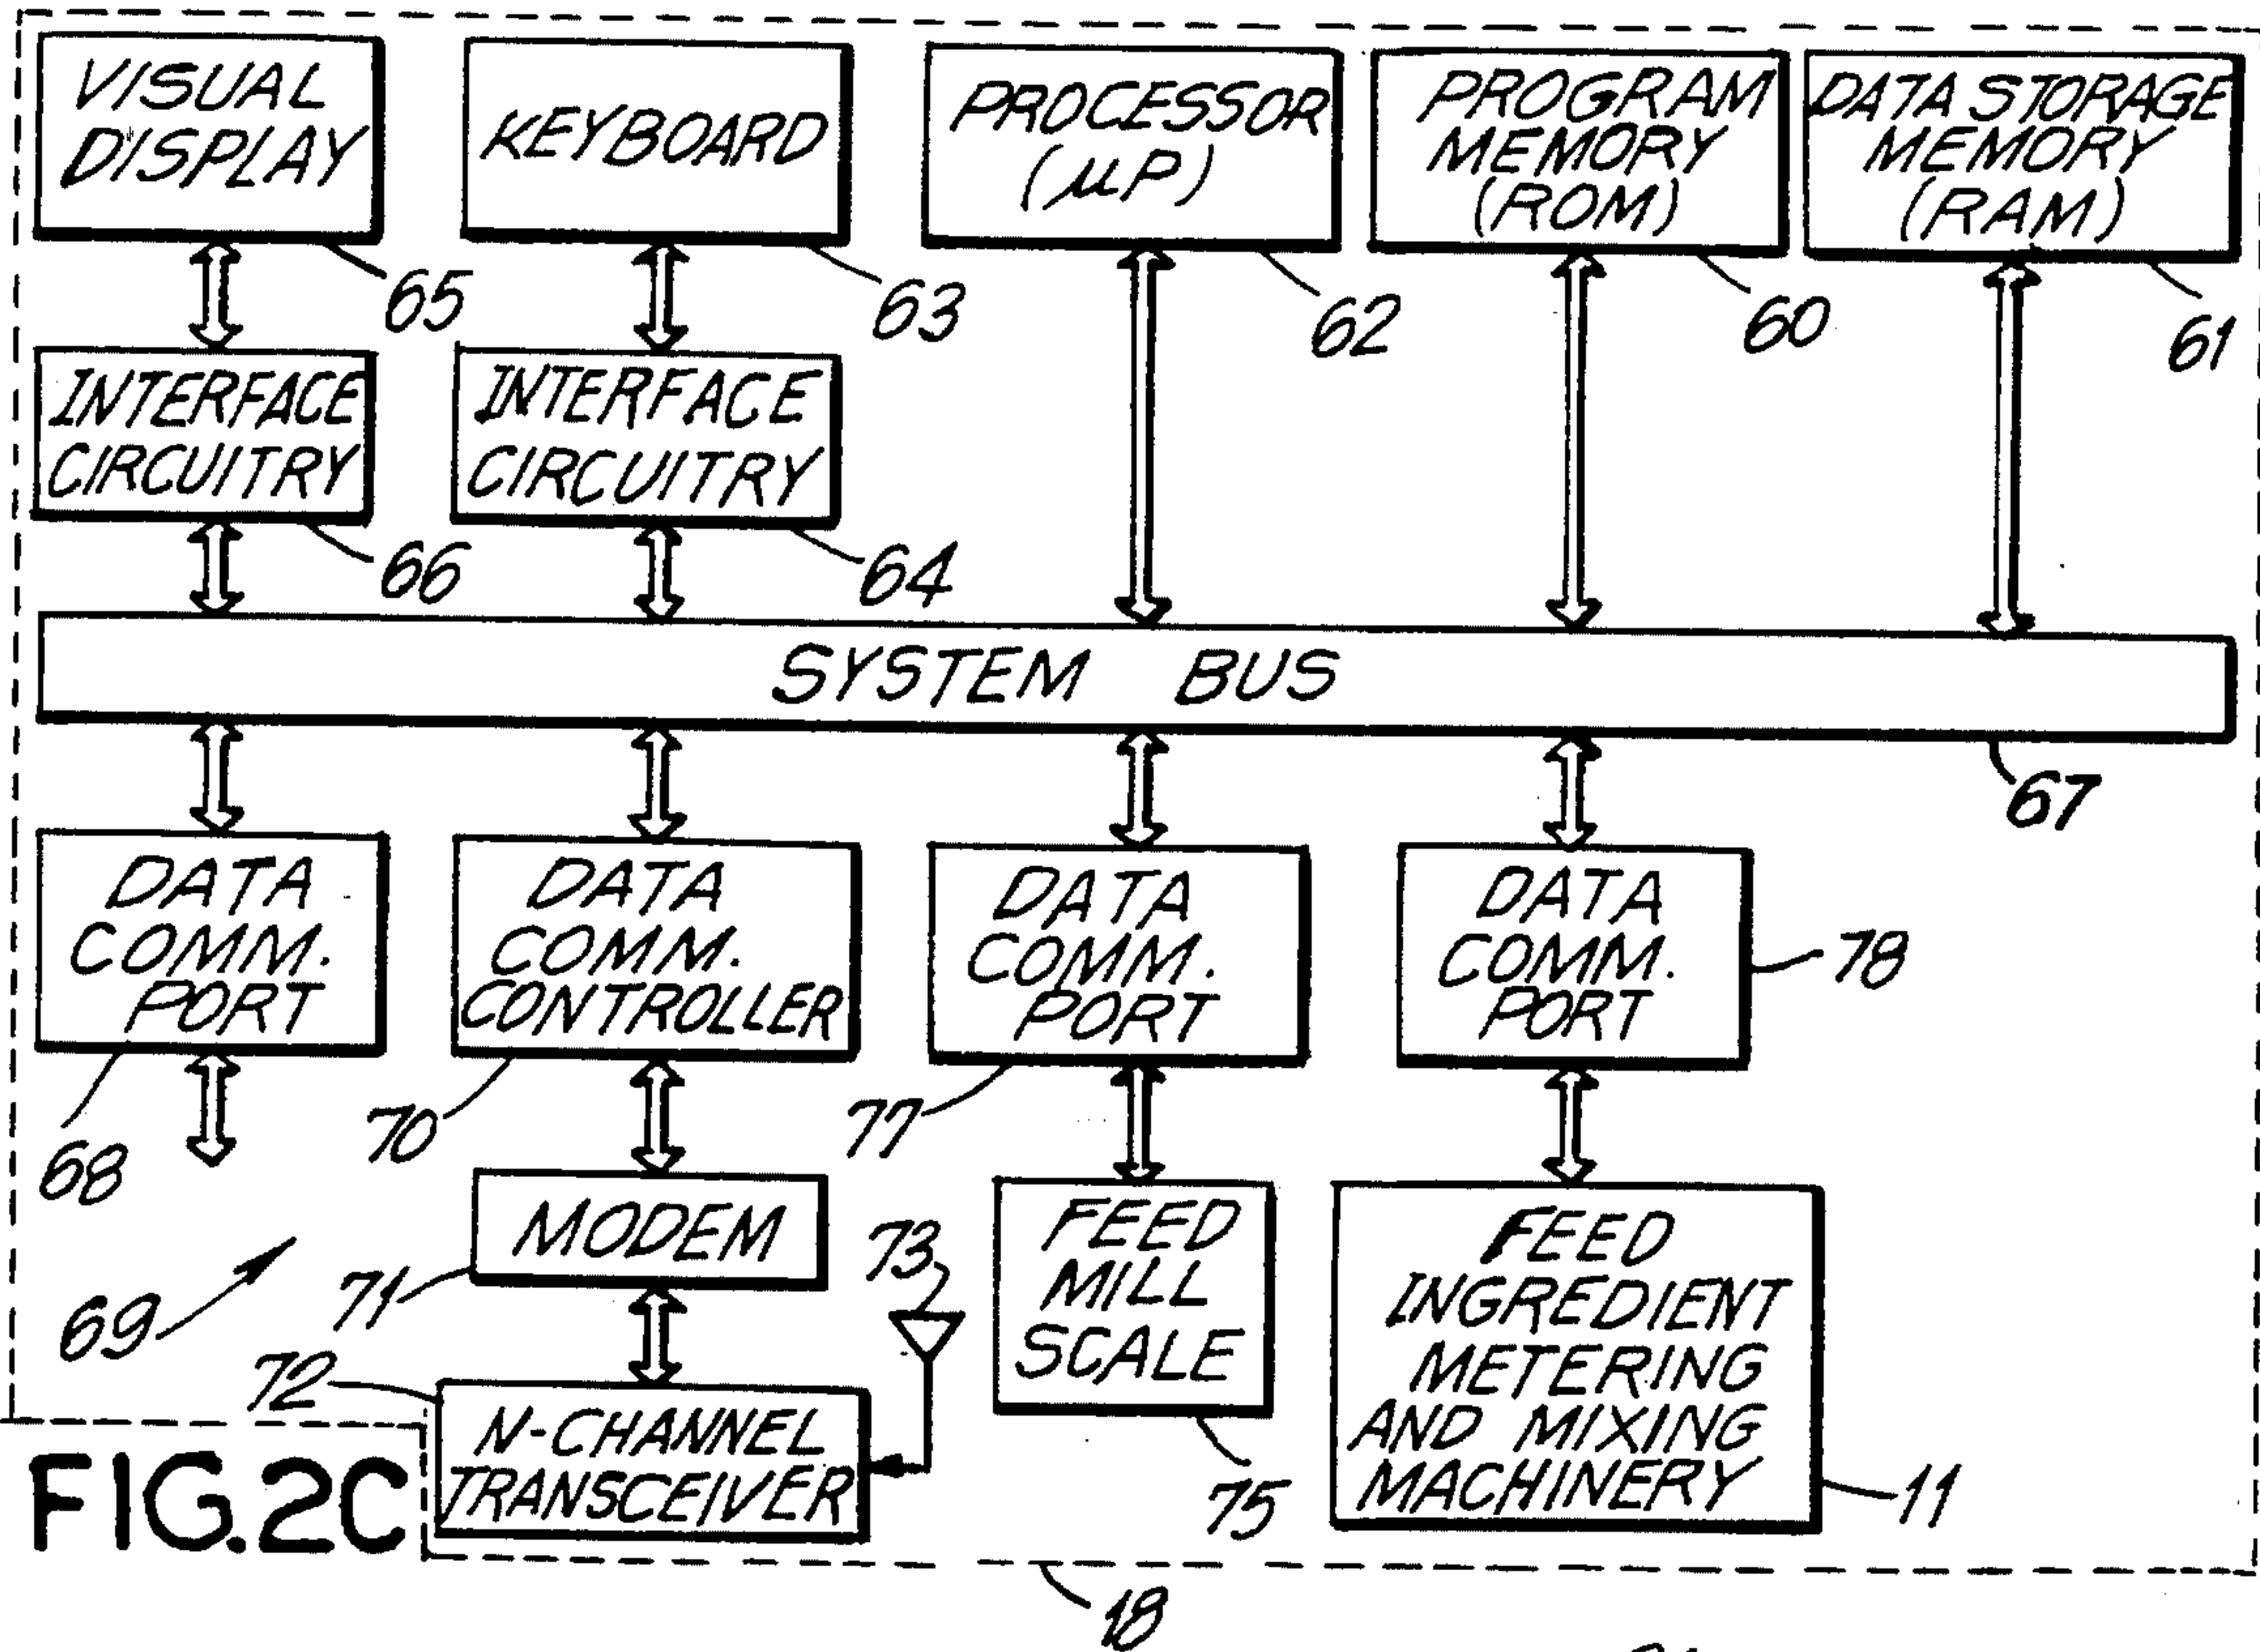 VISUAL
DISPLAY
KEYBOARD
PROCESSOR
(μP)
PROGRAM
MEMORY
(ROM)
DATA STORAGE
MEMORY
(RAM)
65
63
62
60
61
INTERFACE
CIRCUITRY
INTERFACE
CIRCUITRY
66
64
SYSTEM BUS
67
DATA
COMM.
PORT
DATA
COMM.
CONTROLLER
DATA
COMM.
PORT
DATA
COMM.
PORT
78
68
70
77
MODEM
71
73
FEED
MILL
SCALE
FEED
INGREDIENT
METERING
AND MIXING
MACHINERY
69
72
N-CHANNEL
TRANSCEIVER
75
11
FIG.2C
18